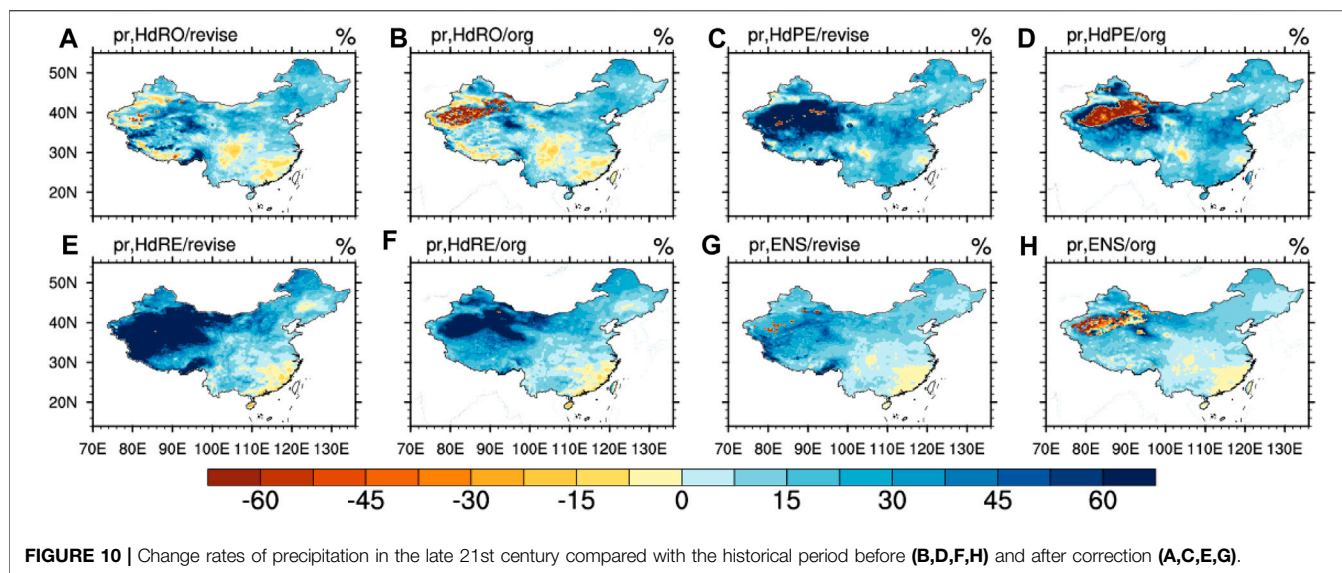 A pr,HdRO/revise %
B pr,HdRO/org %
C pr,HdPE/revise %
D pr,HdPE/org %
50N
40N
30N
20N
E pr,HdRE/revise %
F pr,HdRE/org %
G pr,ENS/revise %
H pr,ENS/org %
50N
40N
30N
20N
70E 80E 90E 100E 110E 120E 130E
70E 80E 90E 100E 110E 120E 130E
70E 80E 90E 100E 110E 120E 130E
70E 80E 90E 100E 110E 120E 130E
-60 -45 -30 -15 0 15 30 45 60
FIGURE 10 | Change rates of precipitation in the late 21st century compared with the historical period before (B,D,F,H) and after correction (A,C,E,G).